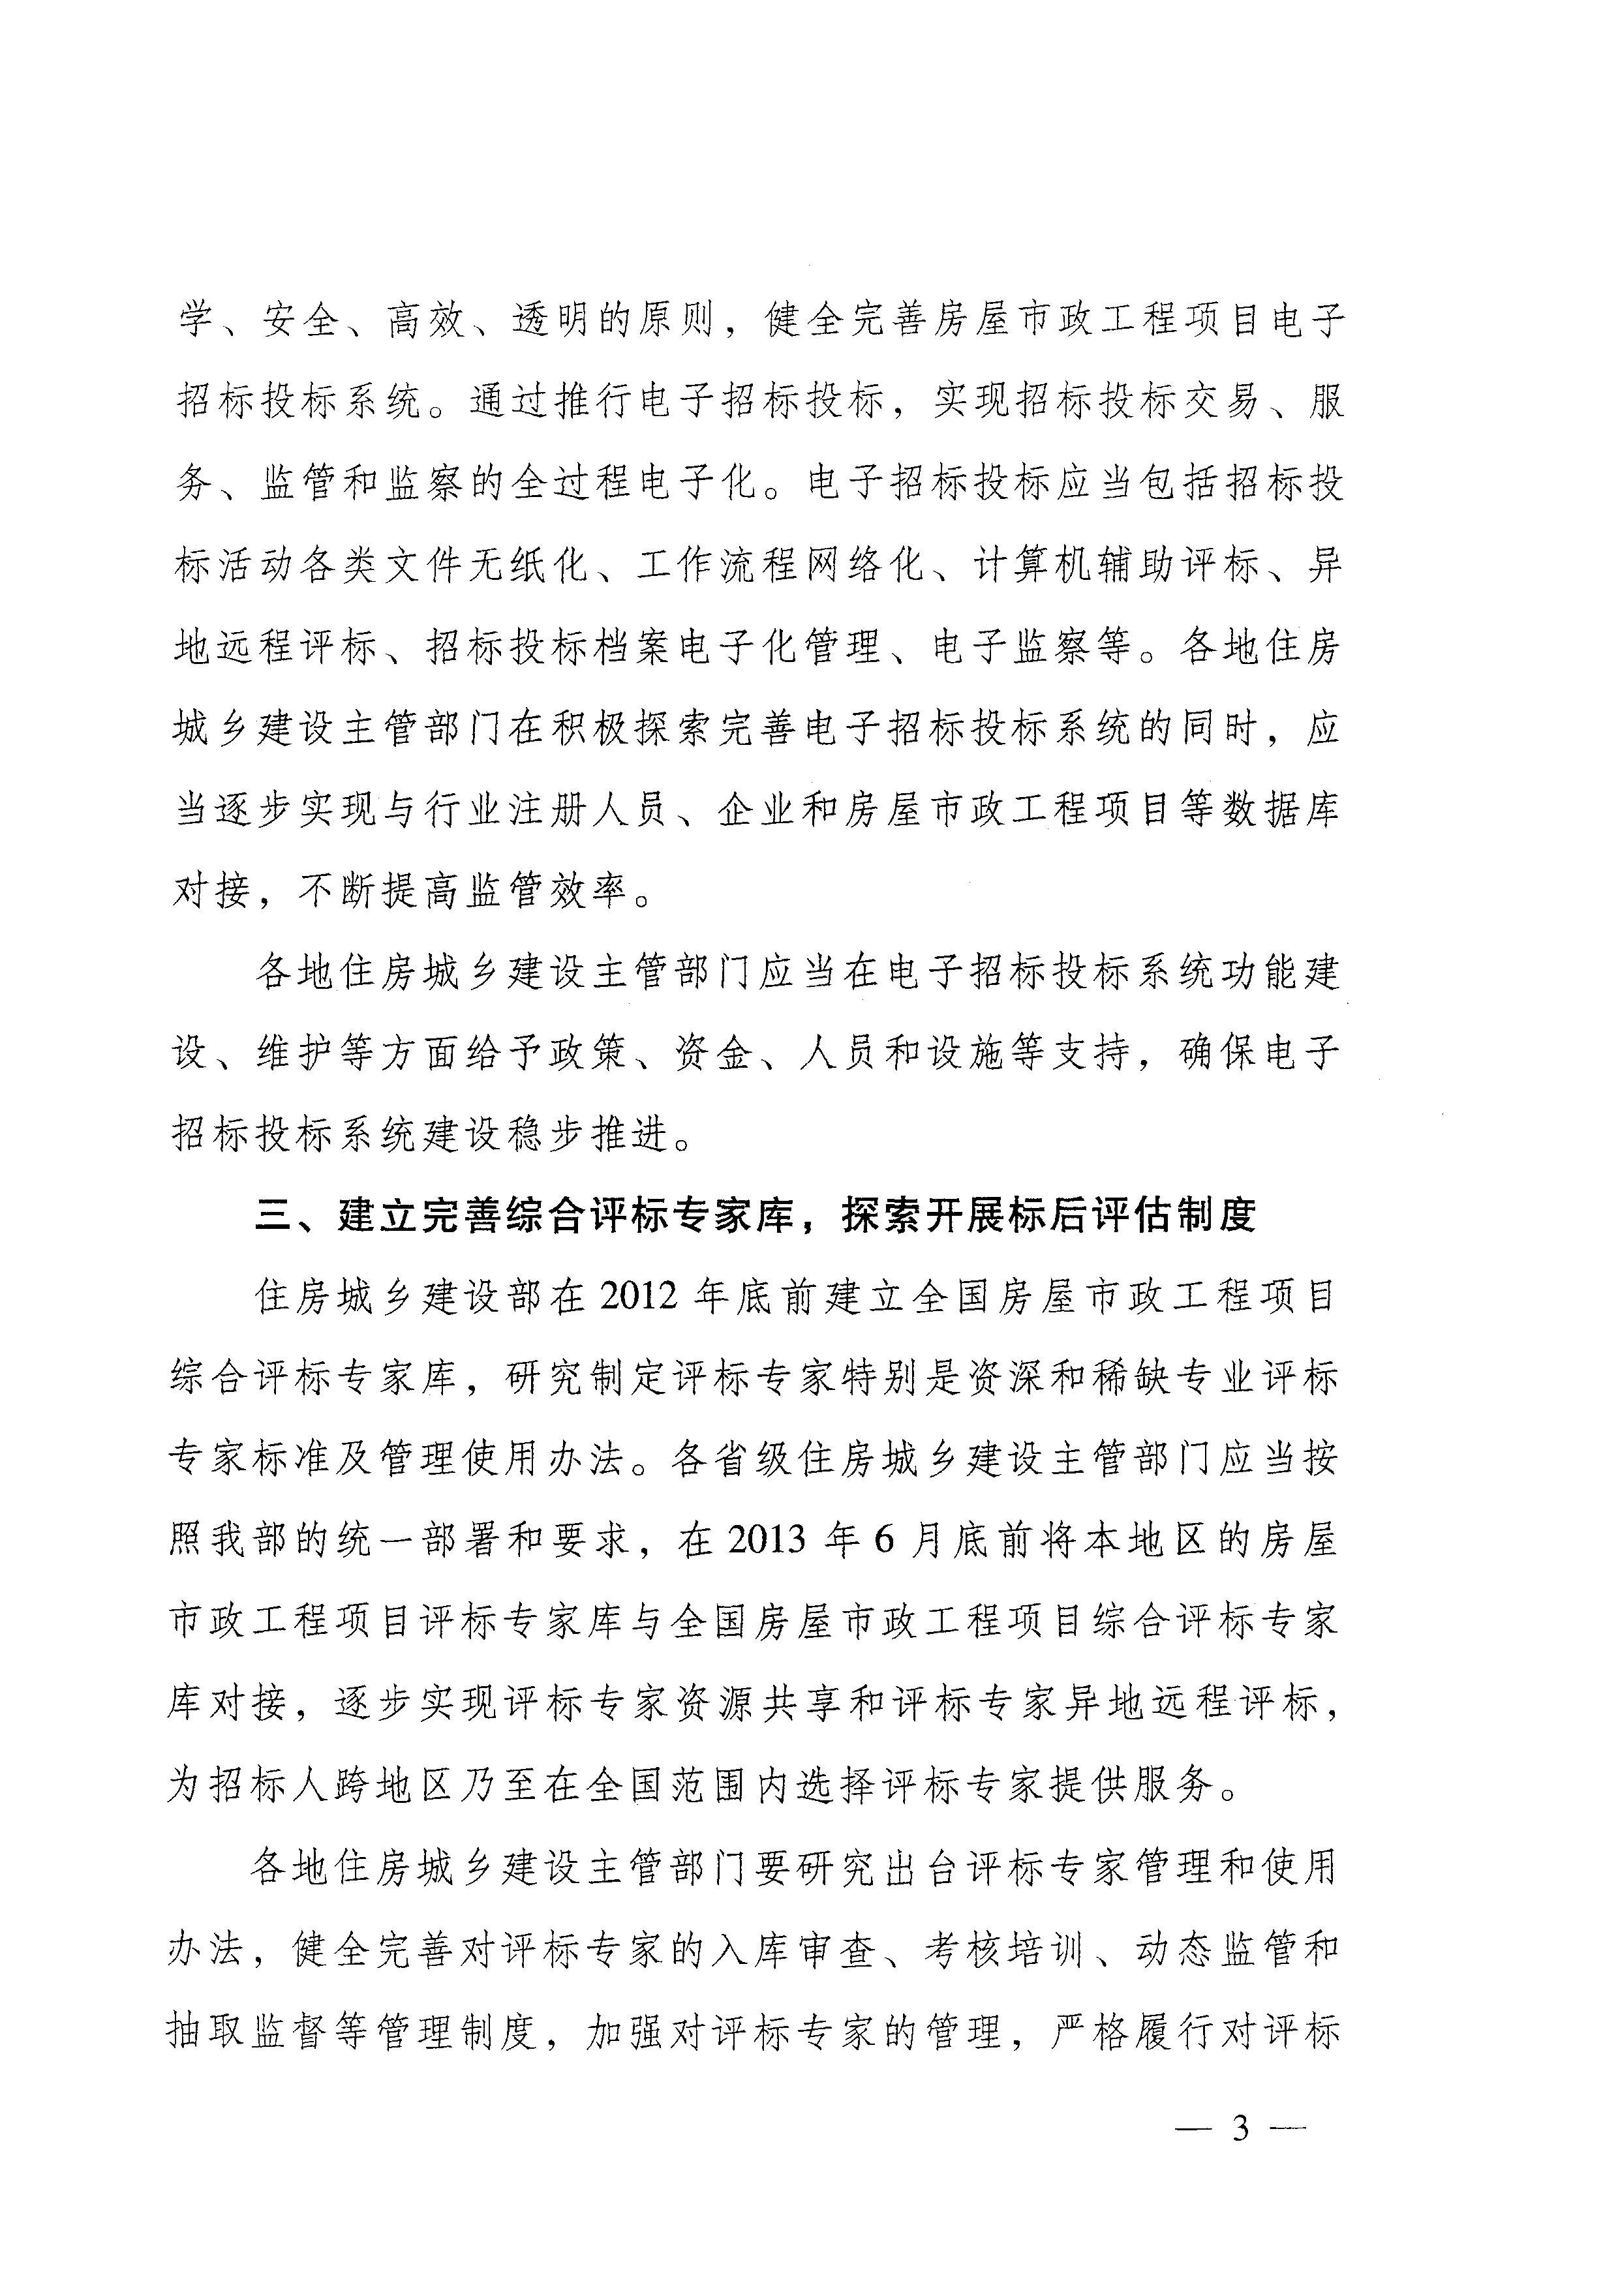 学、安全、高效、透明的原则，健全完善房屋市政工程项目电子
招标投标系统。通过推行电子招标投标，实现招标投标交易、服
务、监管和监察的全过程电子化。电子招标投标应当包括招标投
标活动各类文件无纸化、工作流程网络化、计算机辅助评标、异
地远程评标、招标投标档案电子化管理、电子监察等。各地住房
城乡建设主管部门在积极探索完善电子招标投标系统的同时，应
当逐步实现与行业注册人员、企业和房屋市政工程项目等数据库
对接，不断提高监管效率。
各地住房城乡建设主管部门应当在电子招标投标系统功能建
设、维护等方面给予政策、资金、人员和设施等支持，确保电子
招标投标系统建设稳步推进。
三、建立完善综合评标专家库，探索开展标后评估制度
住房城乡建设部在 2012 年底前建立全国房屋市政工程项目
综合评标专家库，研究制定评标专家特别是资深和稀缺专业评标
专家标准及管理使用办法。各省级住房城乡建设主管部门应当按
照我部的统一部署和要求，在 2013 年 6 月底前将本地区的房屋
市政工程项目评标专家库与全国房屋市政工程项目综合评标专家
库对接，逐步实现评标专家资源共享和评标专家异地远程评标，
为招标人跨地区乃至在全国范围内选择评标专家提供服务。
各地住房城乡建设主管部门要研究出台评标专家管理和使用
办法，健全完善对评标专家的入库审查、考核培训、动态监管和
抽取监督等管理制度，加强对评标专家的管理，严格履行对评标
— 3 —